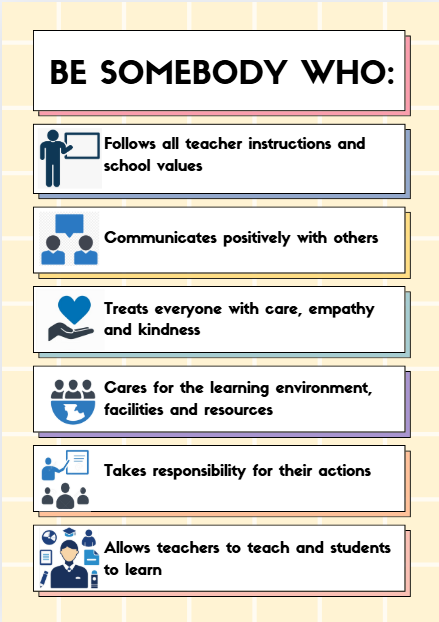 BE SOMEBODY WHO:
Follows all teacher instructions and
school values
Communicates positively with others
Treats everyone with care, empathy
and kindness
Cares for the learning environment,
facilities and resources
Takes responsibility for their actions
Allows teachers to teach and students
to learn